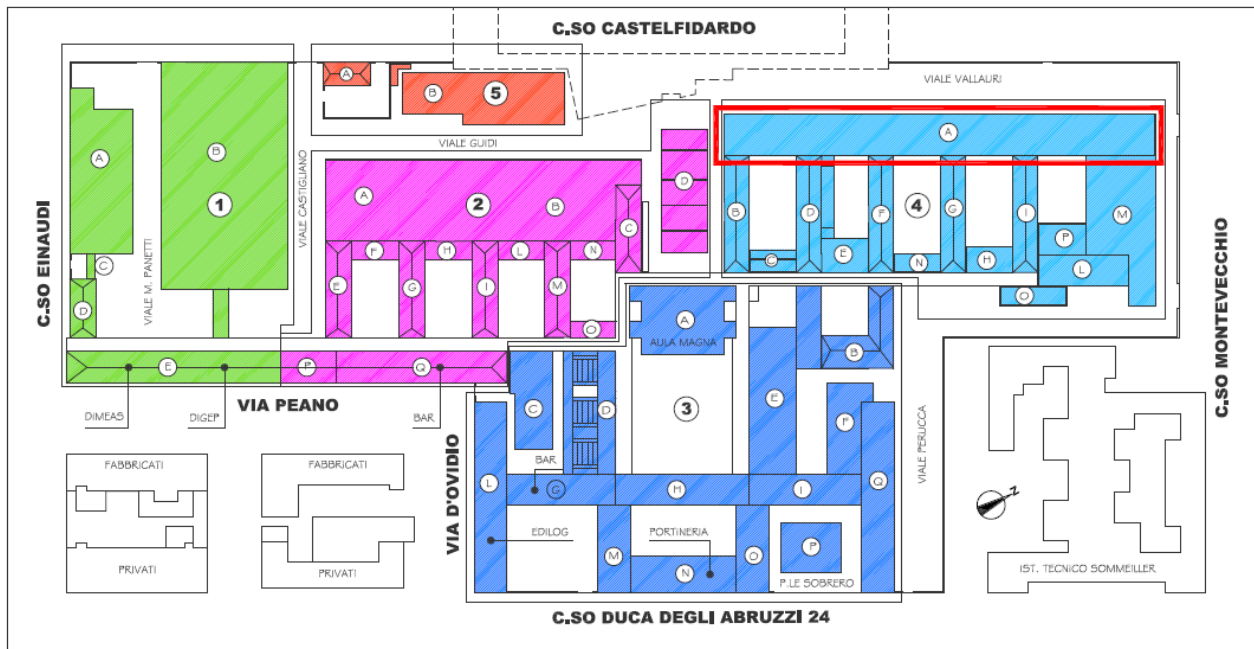 C.SO CASTELFIDARDO
VIALE VALLAURI
A
B
5
A
B
1
C
D
VIALE M. PANETTI
VIALE CASTIGLIANO
C.SO EINAUDI
VIALE GUIDI
A
2
B
C
D
F
H
L
N
E
G
I
M
O
A
B
D
F
4
G
I
M
C
E
N
H
P
L
O
C.SO MONTEVECCHIO
E
P
Q
DIMEAS
DIGEP
VIA PEANO
BAR
A
AULA MAGNA
B
C
D
3
E
F
VIALE PERUCCA
L
BAR
G
H
I
Q
VIA D'OVIDIO
EDILOG
PORTINERIA
M
N
O
P
P.LE SOBRERO
FABBRICATI
PRIVATI
FABBRICATI
PRIVATI
N
IST. TECNICO SOMMEILLER
C.SO DUCA DEGLI ABRUZZI 24